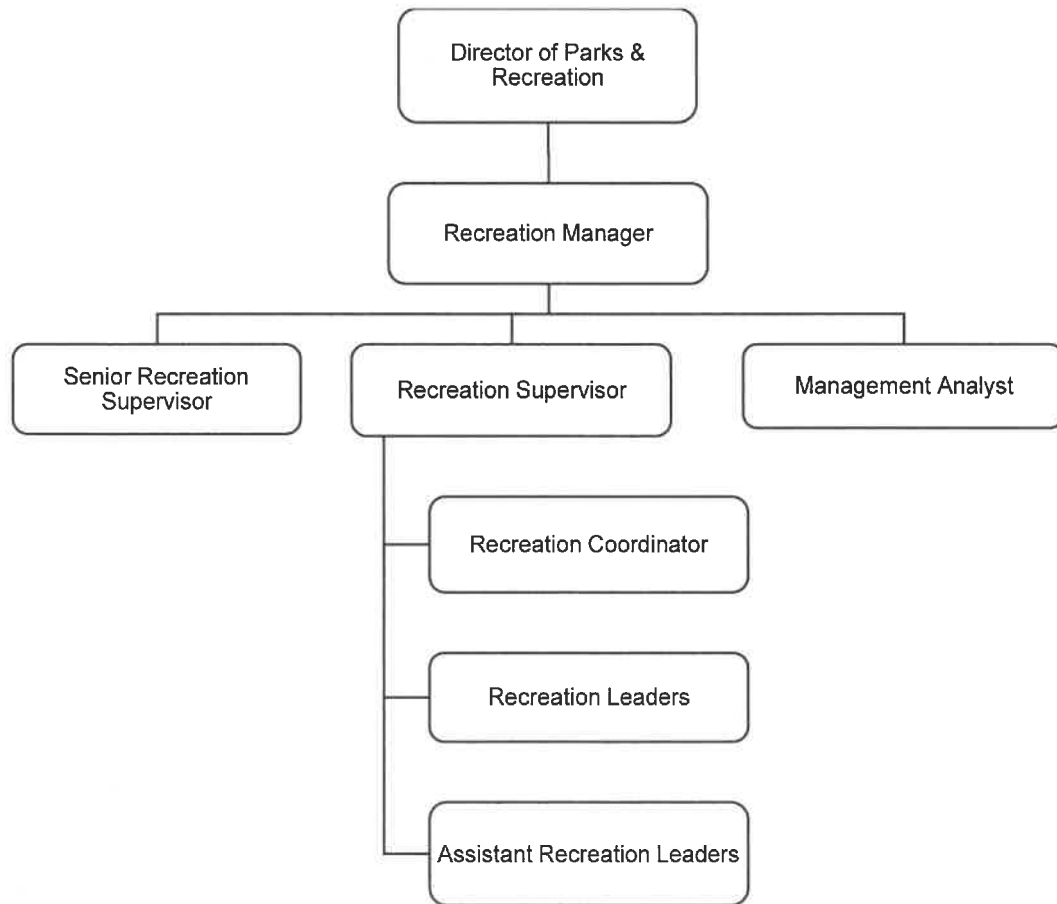 Director of Parks &
Recreation
Recreation Manager
Senior Recreation
Supervisor
Recreation Supervisor
Management Analyst
Recreation Coordinator
Recreation Leaders
Assistant Recreation Leaders